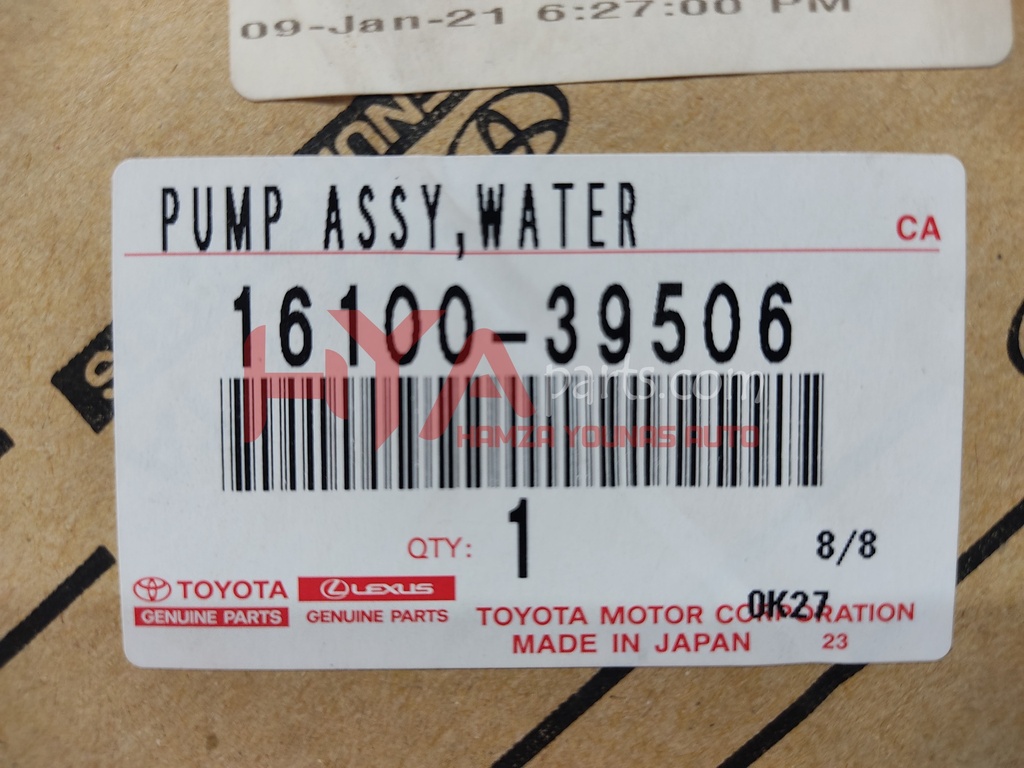 09-Jan-21 6:27:00 PM
PUMP ASSY,WATER
CA
16100-39506
HYA parts.com
HAMZA YOUNAS AUTO
QTY: 1
8/8
TOYOTA
GENUINE PARTS
LEXUS
GENUINE PARTS
0K27
TOYOTA MOTOR CORPORATION
MADE IN JAPAN 23